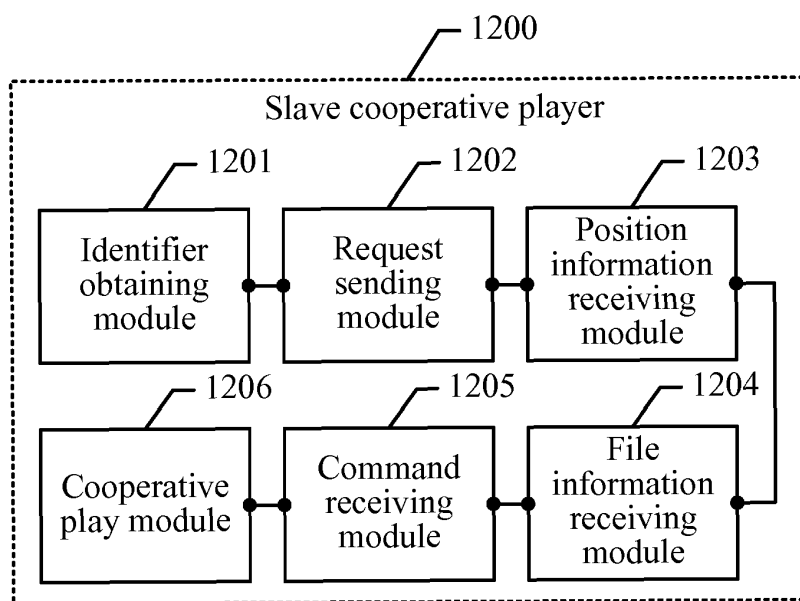 1200
Slave cooperative player
1201
1202
1203
Identifier
obtaining
module
Request
sending
module
Position
information
receiving
module
1206
1205
1204
Cooperative
play module
Command
receiving
module
File
information
receiving
module